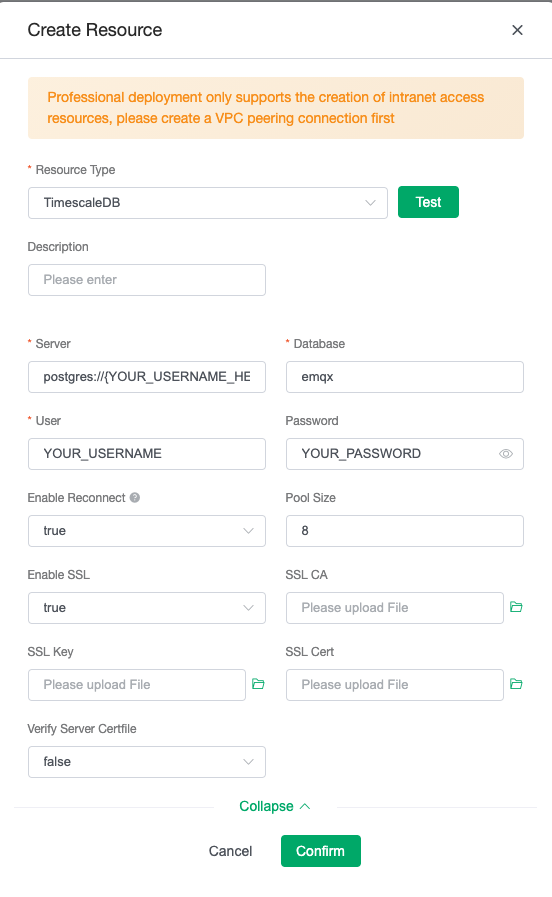 Create Resource
Professional deployment only supports the creation of intranet access
resources, please create a VPC peering connection first
* Resource Type
TimescaleDB
Test
Description
Please enter
* Server
* Database
postgres://{YOUR_USERNAME_HE
emqx
* User
Password
YOUR_USERNAME
YOUR_PASSWORD
Enable Reconnect ?
Pool Size
true
8
Enable SSL
SSL CA
true
Please upload File
SSL Key
SSL Cert
Please upload File
Please upload File
Verify Server Certfile
false
Collapse
Cancel
Confirm